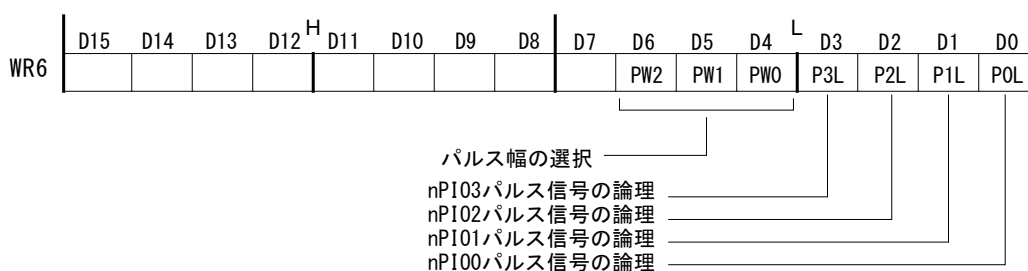 H L
D15 D14 D13 D12 D11 D10 D9 D8 D7 D6 D5 D4 D3 D2 D1 D0
WR6 PW2 PW1 PW0 P3L P2L P1L P0L
パルス幅の選択
nPIO3パルス信号の論理
nPIO2パルス信号の論理
nPIO1パルス信号の論理
nPIO0パルス信号の論理